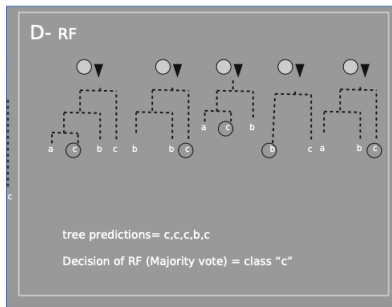 D- RF
a c b c b b c a c b b c a b c
c
tree predictions= c,c,c,b,c
Decision of RF (Majority vote) = class “c”